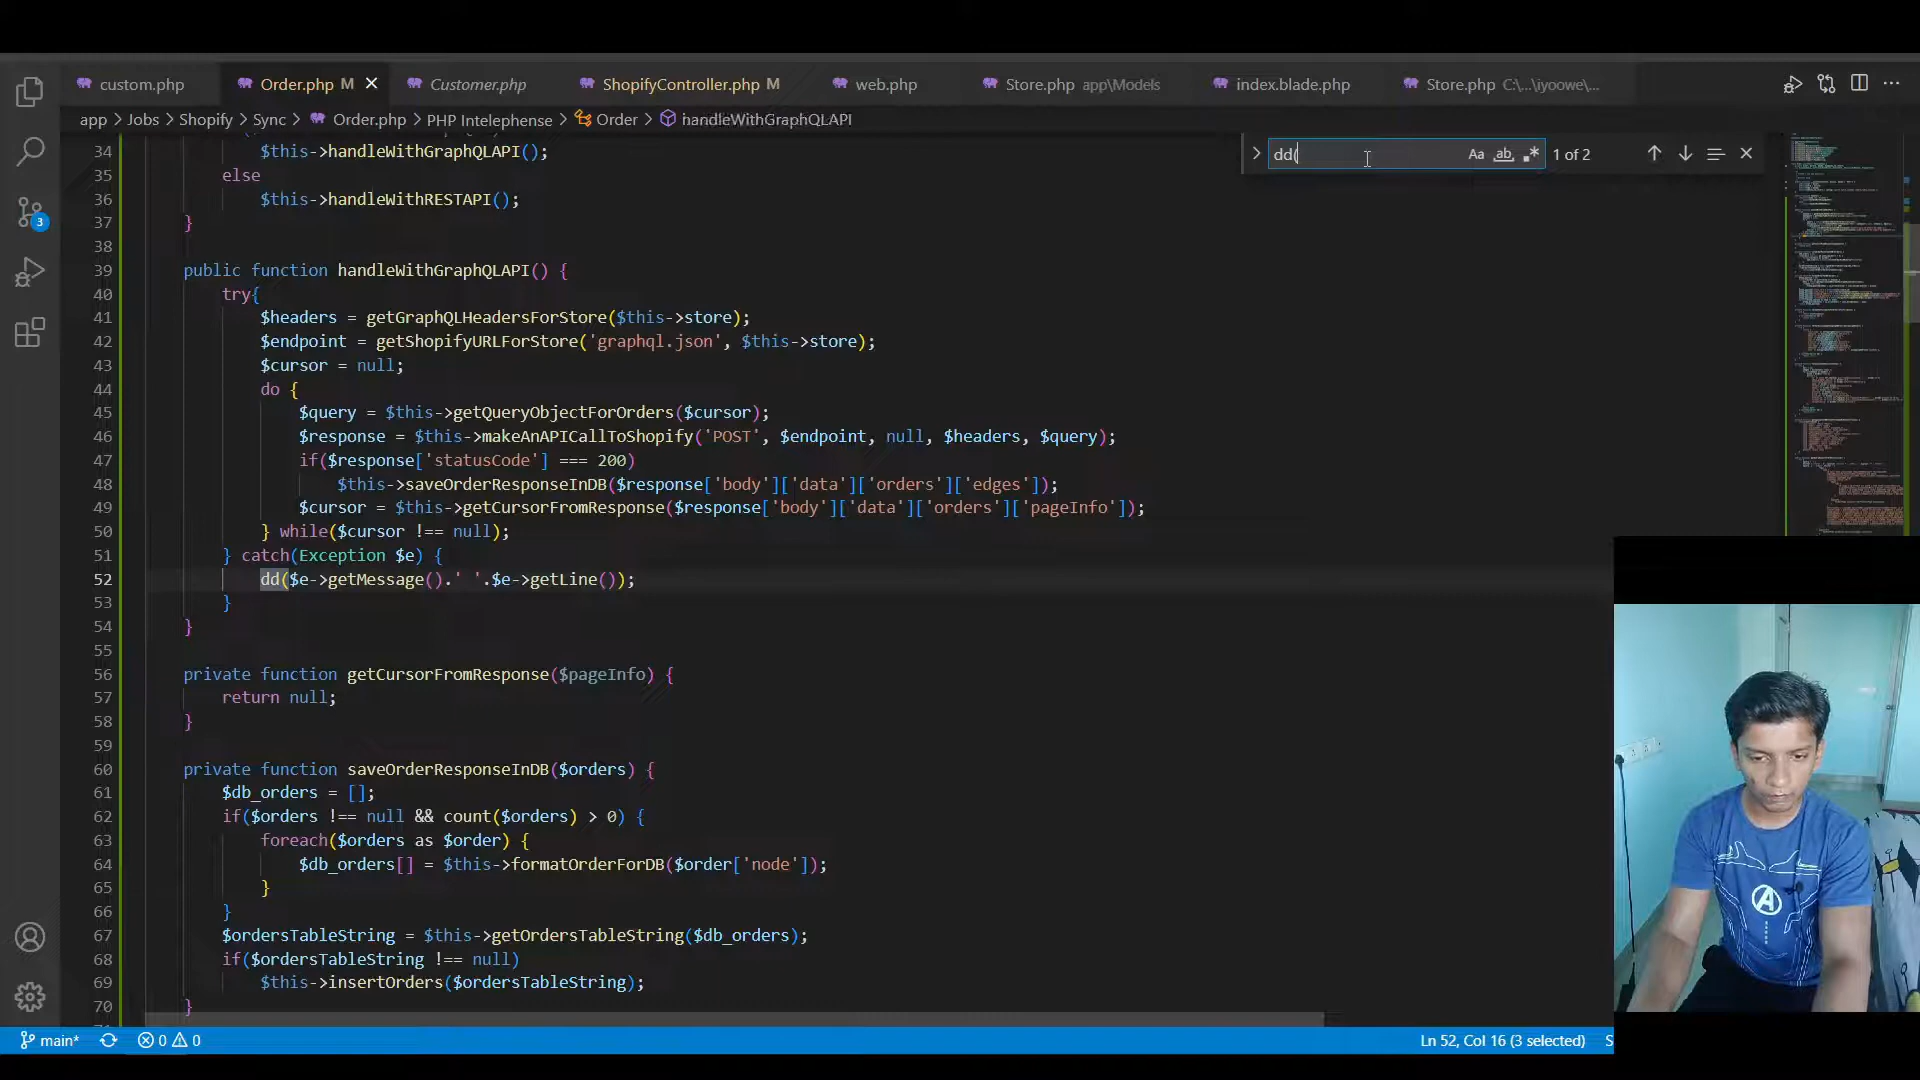 custom.php Order.php M Customer.php ShopifyController.php M web.php Store.php app\Models index.blade.php Store.php C:\...\iyoowe\...
app > Jobs > Shopify > Sync > Order.php > PHP Intelephense > Order > handleWithGraphQLAPI
dd( Aa ab 1 of 2
34 $this->handleWithGraphQLAPI();
35 else
36 $this->handleWithRESTAPI();
37 }
38
39 public function handleWithGraphQLAPI() {
40 try{
41 $headers = getGraphQLHeadersForStore($this->store);
42 $endpoint = getShopifyURLForStore('graphql.json', $this->store);
43 $cursor = null;
44 do {
45 $query = $this->getQueryObjectForOrders($cursor);
46 $response = $this->makeAnAPICallToShopify('POST', $endpoint, null, $headers, $query);
47 if($response['statusCode'] === 200)
48 $this->saveOrderResponseInDB($response['body']['data']['orders']['edges']);
49 $cursor = $this->getCursorFromResponse($response['body']['data']['orders']['pageInfo']);
50 } while($cursor !== null);
51 } catch(Exception $e) {
52 dd($e->getMessage().' '.$e->getLine());
53 }
54 }
55
56 private function getCursorFromResponse($pageInfo) {
57 return null;
58 }
59
60 private function saveOrderResponseInDB($orders) {
61 $db_orders = [];
62 if($orders !== null && count($orders) > 0) {
63 foreach($orders as $order) {
64 $db_orders[] = $this->formatOrderForDB($order['node']);
65 }
66 }
67 $ordersTableString = $this->getOrdersTableString($db_orders);
68 if($ordersTableString !== null)
69 $this->insertOrders($ordersTableString);
70 }
3
main* 0 0 Ln 52, Col 16 (3 selected) S